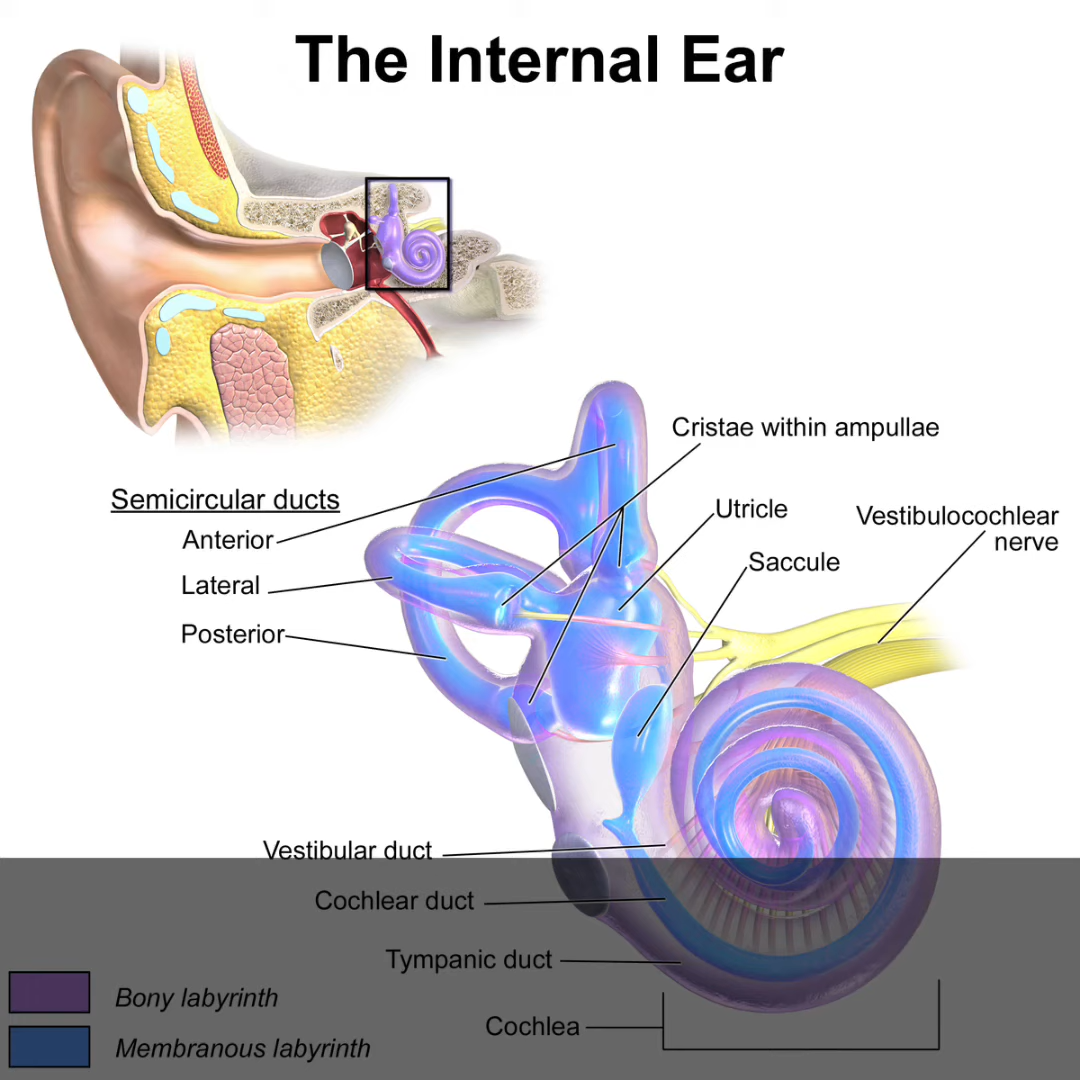 The Internal Ear
Cristae within ampullae
Semicircular ducts
Utricle
Vestibulocochlear
nerve
Anterior
Saccule
Lateral
Posterior
Vestibular duct
Cochlear duct
Tympanic duct
Bony labyrinth
Cochlea
Membranous labyrinth